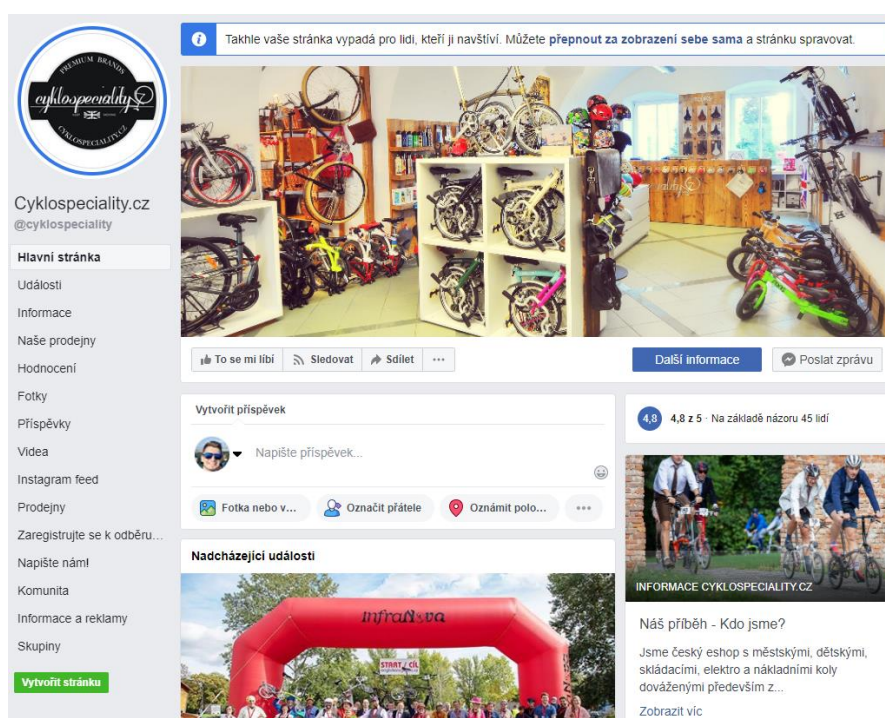 Takhle vaše stránka vypadá pro lidi, kteří ji navštíví. Můžete přepnout za zobrazení sebe sama a stránku spravovat.
PREMIUM BRANDS
cyklospeciality
CYKLOSPECIALITY.CZ
Cyklospeciality.cz
@cyklospeciality
Hlavní stránka
Události
Informace
Naše prodejny
Hodnocení
Fotky
Příspěvky
Videa
Instagram feed
Prodejny
Zaregistrujte se k odběru...
Napište nám!
Komunita
Informace a reklamy
Skupiny
Vytvořit stránku
To se mi líbí
Sledovat
Sdílet
Další informace
Poslat zprávu
Vytvořit příspěvek
Napište příspěvek...
Fotka nebo v...
Označit přátele
Oznámit polo...
Nadcházející události
InfraNova
START / CÍL
4,8
4,8 z 5 · Na základě názoru 45 lidí
INFORMACE CYKLOSPECIALITY.CZ
Náš příběh - Kdo jsme?
Jsme český eshop s městskými, dětskými,
skládacími, elektro a nákladními koly
dováženými především z...
Zobrazit víc